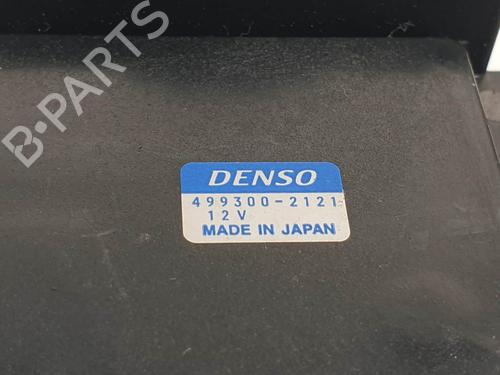 B-PARTS
DENSO
499300-2121
12V
MADE IN JAPAN